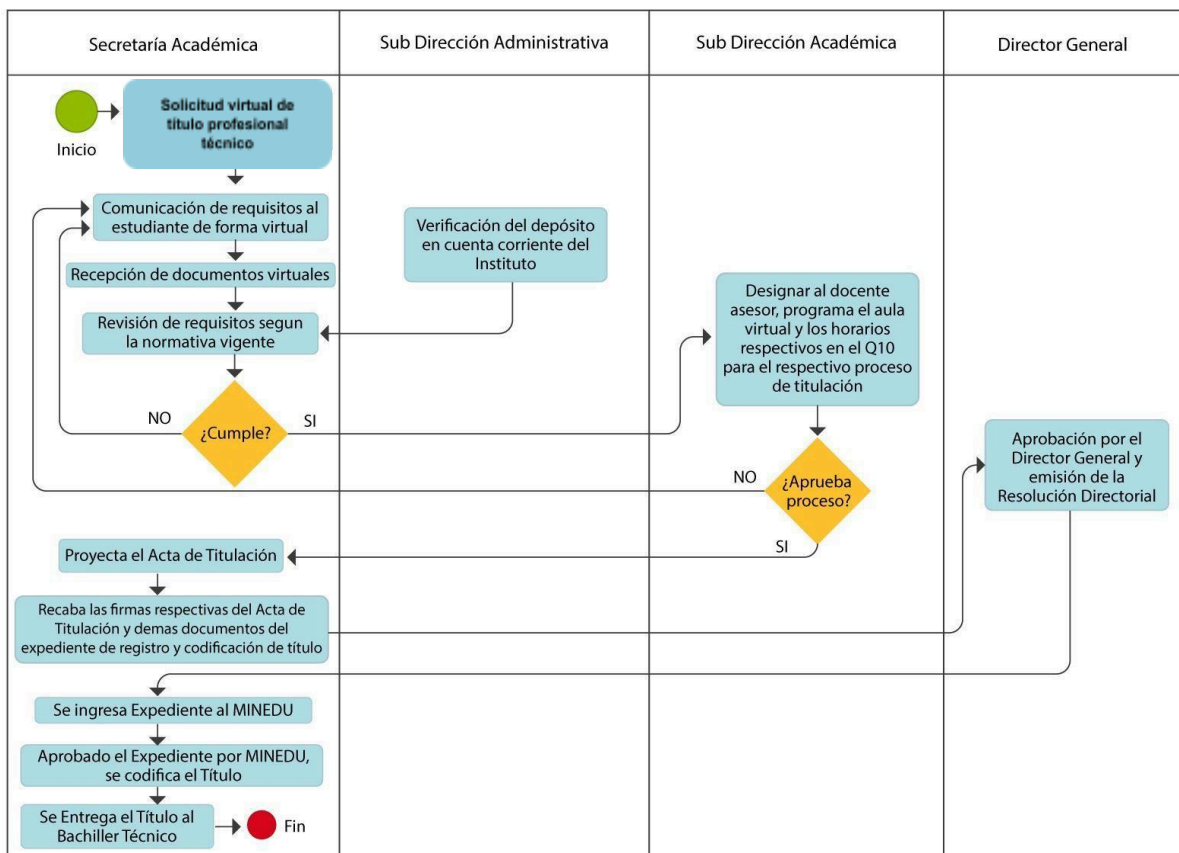 Secretaría Académica
Sub Dirección Administrativa
Sub Dirección Académica
Director General
Inicio
Solicitud virtual de
título profesional
técnico
Comunicación de requisitos al
estudiante de forma virtual
Recepción de documentos virtuales
Revisión de requisitos segun
la normativa vigente
Verificación del depósito
en cuenta corriente del
Instituto
¿Cumple?
NO
SI
Designar al docente
asesor, programa el aula
virtual y los horarios
respectivos en el Q10
para el respectivo proceso
de titulación
¿Aprueba
proceso?
NO
SI
Proyecta el Acta de Titulación
Recaba las firmas respectivas del Acta de
Titulación y demas documentos del
expediente de registro y codificación de título
Aprobación por el
Director General y
emisión de la
Resolución Directorial
Se ingresa Expediente al MINEDU
Aprobado el Expediente por MINEDU,
se codifica el Título
Se Entrega el Título al
Bachiller Técnico
Fin